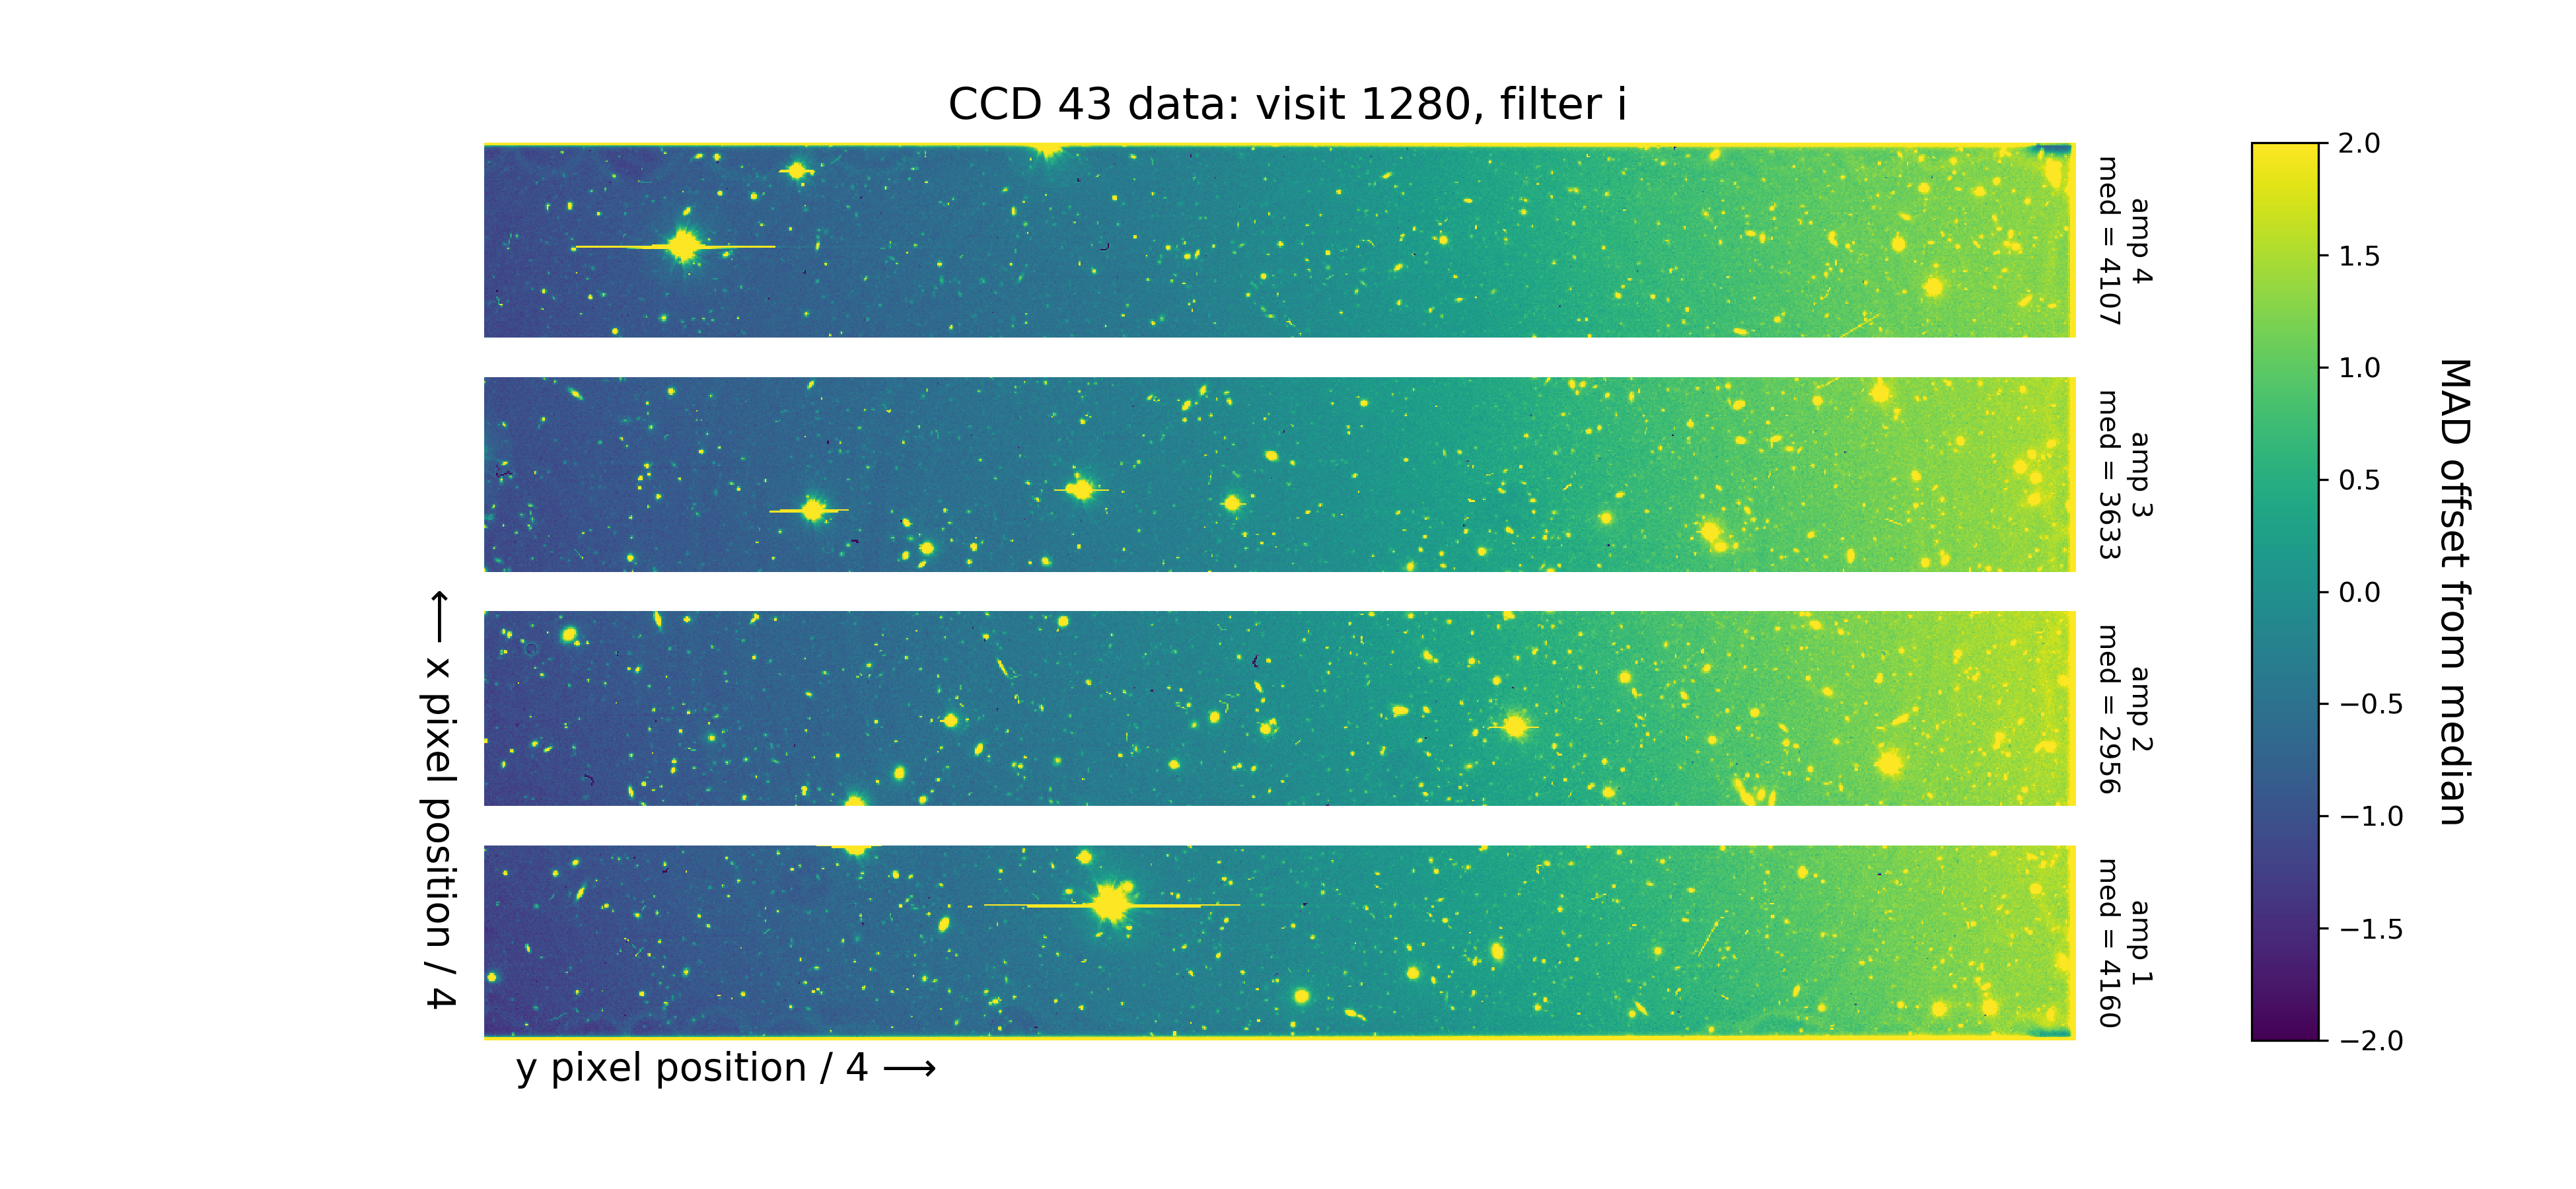 CCD 43 data: visit 1280, filter i
amp 4
med = 4107
amp 3
med = 3633
amp 2
med = 2956
amp 1
med = 4160
⟵ x pixel position / 4
y pixel position / 4 ⟶
2.0
1.5
1.0
0.5
0.0
−0.5
−1.0
−1.5
−2.0
MAD offset from median